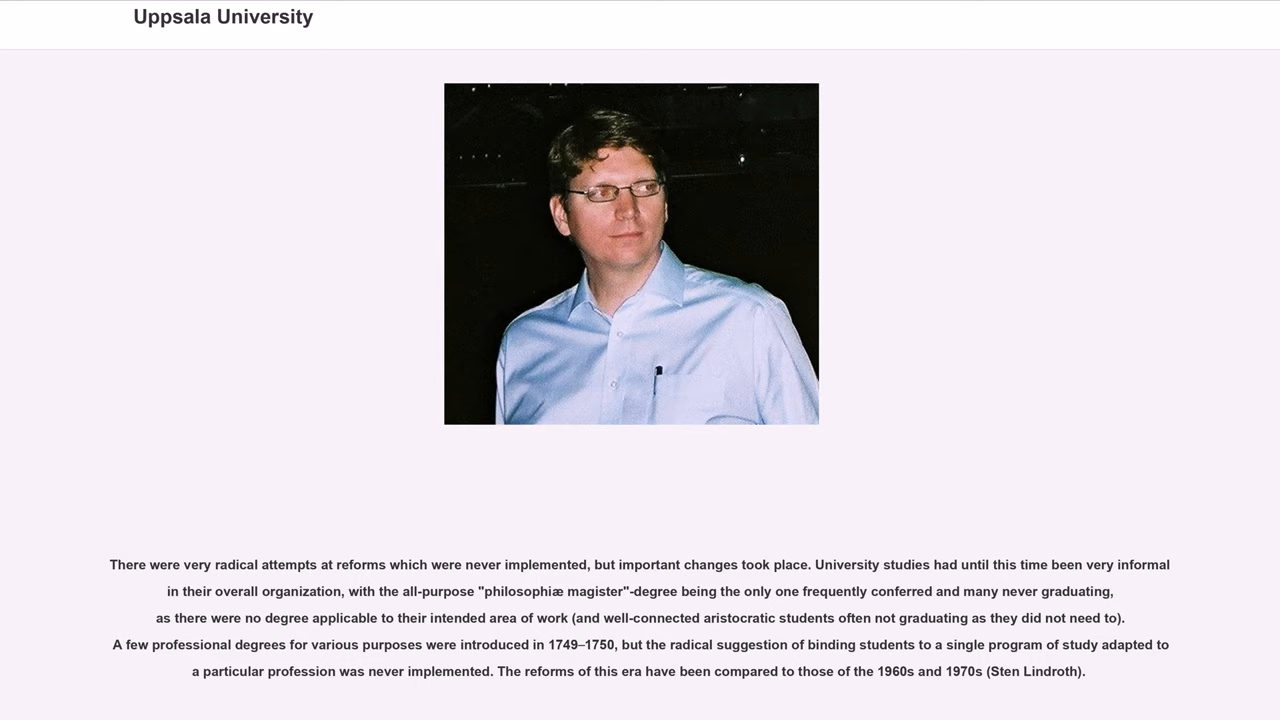 Uppsala University
There were very radical attempts at reforms which were never implemented, but important changes took place. University studies had until this time been very informal
in their overall organization, with the all-purpose "philosophiæ magister"-degree being the only one frequently conferred and many never graduating,
as there were no degree applicable to their intended area of work (and well-connected aristocratic students often not graduating as they did not need to).
A few professional degrees for various purposes were introduced in 1749–1750, but the radical suggestion of binding students to a single program of study adapted to
a particular profession was never implemented. The reforms of this era have been compared to those of the 1960s and 1970s (Sten Lindroth).